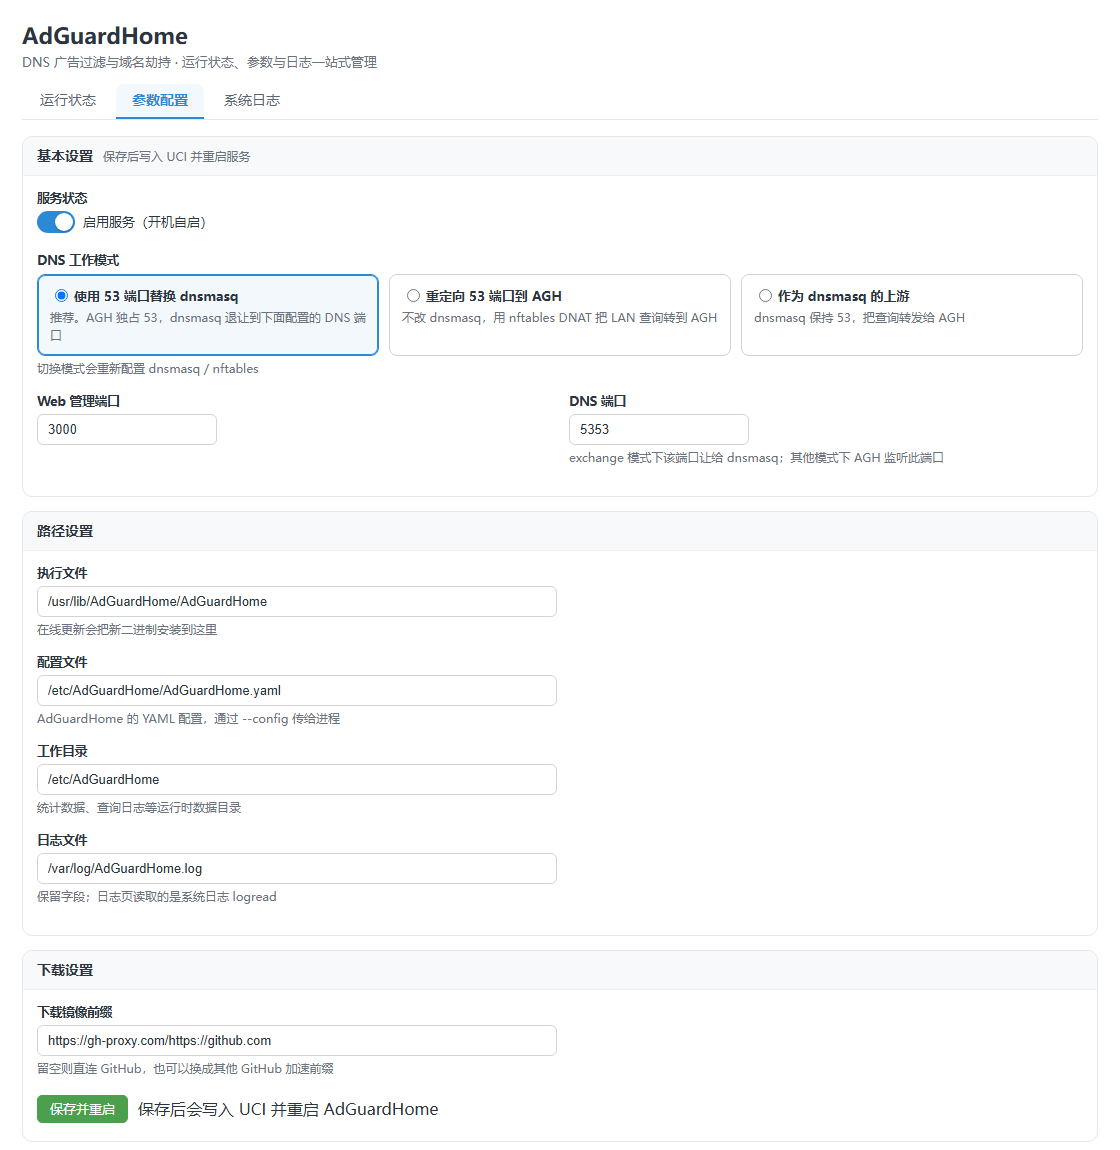 AdGuardHome
DNS 广告过滤与域名劫持 · 运行状态、参数与日志一站式管理
运行状态 参数配置 系统日志
基本设置 保存后写入 UCI 并重启服务
服务状态
启用服务（开机自启）
DNS 工作模式
使用 53 端口替换 dnsmasq
推荐。AGH 独占 53，dnsmasq 退让到下面配置的 DNS 端
口
重定向 53 端口到 AGH
不改 dnsmasq，用 nftables DNAT 把 LAN 查询转到 AGH
作为 dnsmasq 的上游
dnsmasq 保持 53，把查询转发给 AGH
切换模式会重新配置 dnsmasq / nftables
Web 管理端口
3000
DNS 端口
5353
exchange 模式下该端口让给 dnsmasq；其他模式下 AGH 监听此端口
路径设置
执行文件
/usr/lib/AdGuardHome/AdGuardHome
在线更新会把新二进制安装到这里
配置文件
/etc/AdGuardHome/AdGuardHome.yaml
AdGuardHome 的 YAML 配置，通过 --config 传给进程
工作目录
/etc/AdGuardHome
统计数据、查询日志等运行时数据目录
日志文件
/var/log/AdGuardHome.log
保留字段；日志页读取的是系统日志 logread
下载设置
下载镜像前缀
https://gh-proxy.com/https://github.com
留空则直连 GitHub，也可以换成其他 GitHub 加速前缀
保存并重启 保存后会写入 UCI 并重启 AdGuardHome